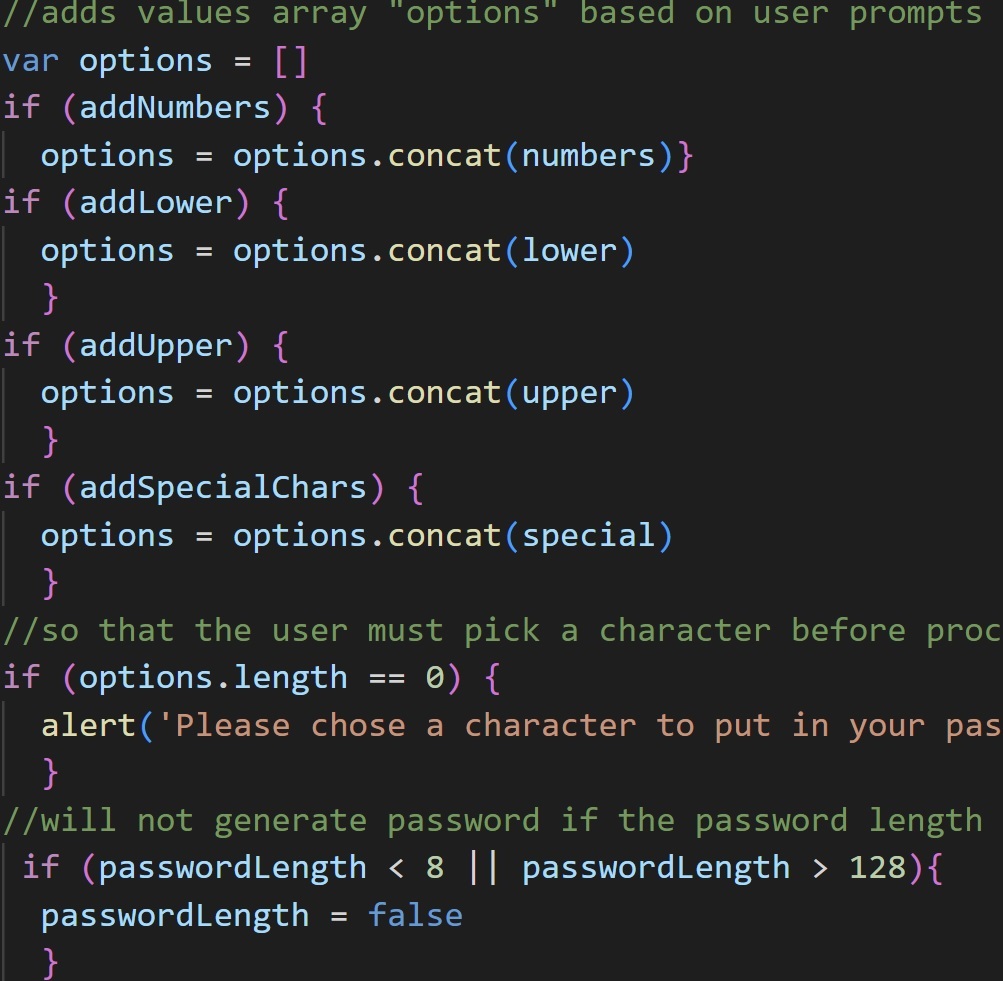 //adds values array "options" based on user prompts
var options = []
if (addNumbers) {
options = options.concat(numbers)}
if (addLower) {
options = options.concat(lower)
}
if (addUpper) {
options = options.concat(upper)
}
if (addSpecialChars) {
options = options.concat(special)
}
//so that the user must pick a character before proc
if (options.length == 0) {
alert('Please chose a character to put in your pas
}
//will not generate password if the password length
if (passwordLength < 8 || passwordLength > 128){
passwordLength = false
}